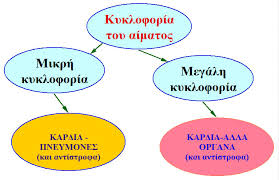 Κυκλοφορία
του αίματος
Μικρή
κυκλοφορία
Μεγάλη
κυκλοφορία
ΚΑΡΔΙΑ -
ΠΝΕΥΜΟΝΕΣ
(και αντίστροφα)
ΚΑΡΔΙΑ-ΑΛΛΑ
ΟΡΓΑΝΑ
(και αντίστροφα)